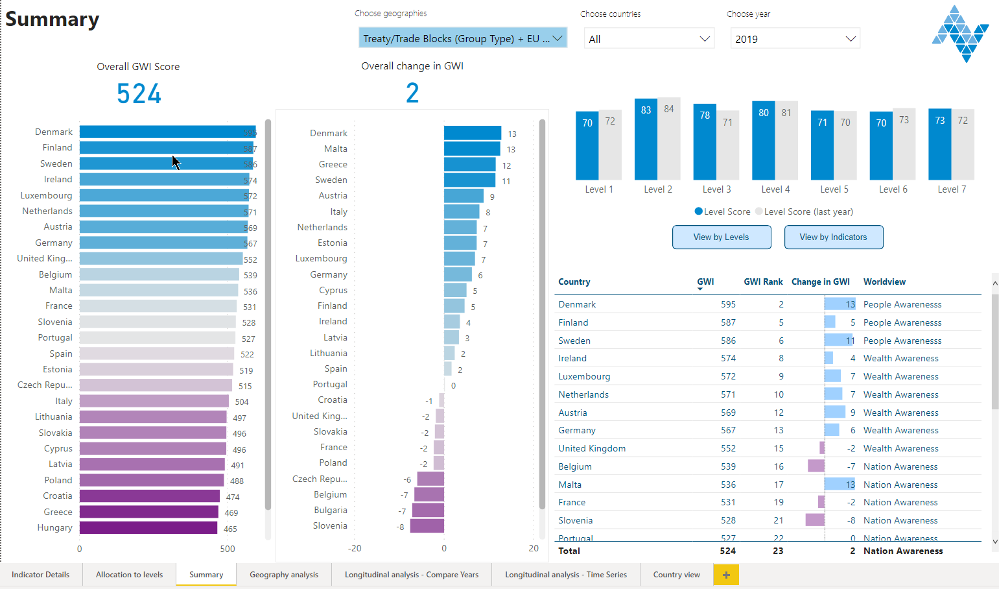 Summary
Choose geographies
Choose countries
Choose year
Treaty/Trade Blocks (Group Type) + EU ...
All
2019
Overall GWI Score
524
Overall change in GWI
2
Denmark 595
Finland 587
Sweden 586
Ireland 574
Luxembourg 572
Netherlands 571
Austria 569
Germany 567
United King... 552
Belgium 539
Malta 536
France 531
Slovenia 528
Portugal 527
Spain 522
Estonia 519
Czech Repu... 515
Italy 504
Lithuania 497
Slovakia 496
Cyprus 496
Latvia 491
Poland 488
Croatia 474
Greece 469
Hungary 465
0 500
Denmark 13
Malta 13
Greece 12
Sweden 11
Austria 9
Italy 8
Netherlands 7
Estonia 7
Luxembourg 7
Germany 6
Cyprus 5
Finland 5
Ireland 4
Latvia 3
Lithuania 2
Spain 2
Portugal 0
Croatia -1
United King... -2
Slovakia -2
France -2
Poland -2
Czech Repu... -6
Belgium -7
Bulgaria -7
Slovenia -8
-20 0 20
70 72 83 84 78 71 80 81 71 70 70 73 73 72
Level 1 Level 2 Level 3 Level 4 Level 5 Level 6 Level 7
Level Score Level Score (last year)
View by Levels View by Indicators
Country GWI GWI Rank Change in GWI Worldview
Denmark 595 2 13 People Awarenesss
Finland 587 5 5 People Awarenesss
Sweden 586 6 11 People Awarenesss
Ireland 574 8 4 Wealth Awareness
Luxembourg 572 9 7 Wealth Awareness
Netherlands 571 10 7 Wealth Awareness
Austria 569 12 9 Wealth Awareness
Germany 567 13 6 Wealth Awareness
United Kingdom 552 15 -2 Wealth Awareness
Belgium 539 16 -7 Nation Awareness
Malta 536 17 13 Nation Awareness
France 531 19 -2 Nation Awareness
Slovenia 528 21 -8 Nation Awareness
Portugal 527 22 0 Nation Awareness
Total 524 23 2 Nation Awareness
Indicator Details
Allocation to levels
Summary
Geography analysis
Longitudinal analysis - Compare Years
Longitudinal analysis - Time Series
Country view
+